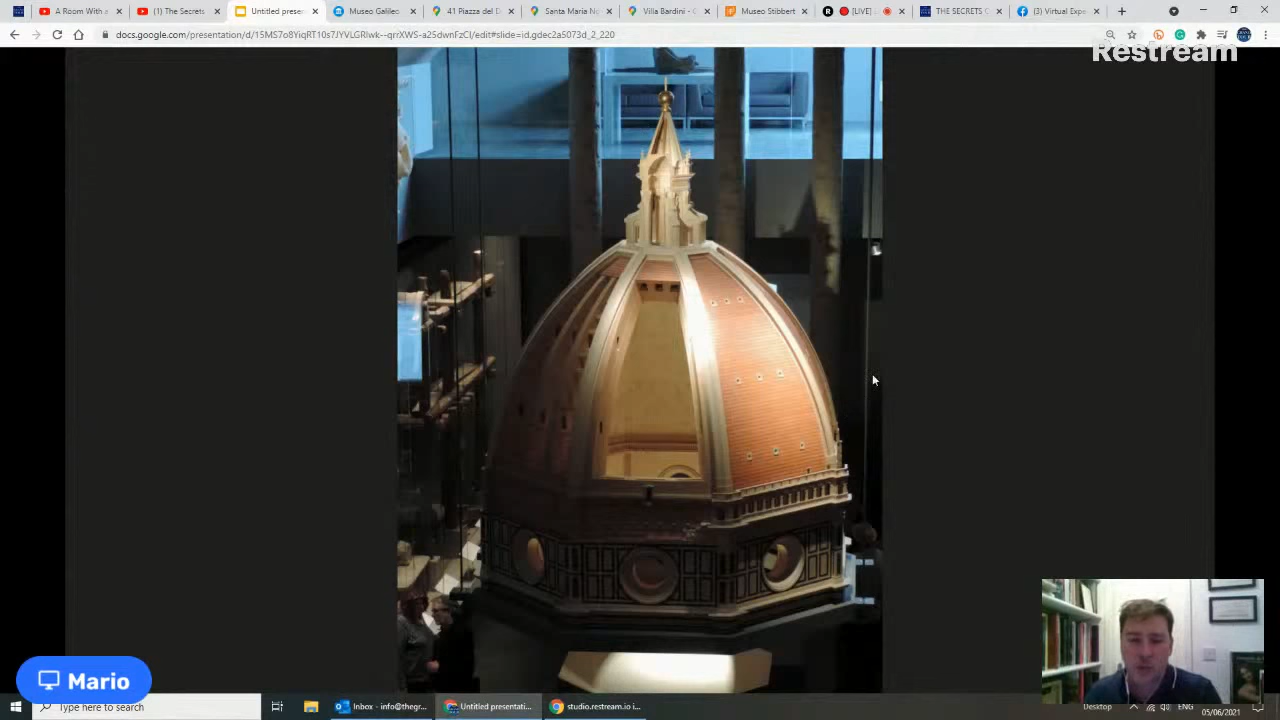 A Room With a
(1) The Secrets
Untitled presen
Museo Galileo
41 Piazza del D
Santa Maria No
Villa Bardini - G
Museo Stibbert
[LIVE]
THE SECRETS O
(3) Virtual Expe
docs.google.com/presentation/d/15MS7o8YiqRT10s7JYvLGRlwk--qrrXWS-a25dwnFzCI/edit#slide=id.gdec2a5073d_2_220
Restream
Mario
Type here to search
Inbox - info@thegr...
Untitled presentati...
studio.restream.io i...
Desktop
ENG
05/06/2021